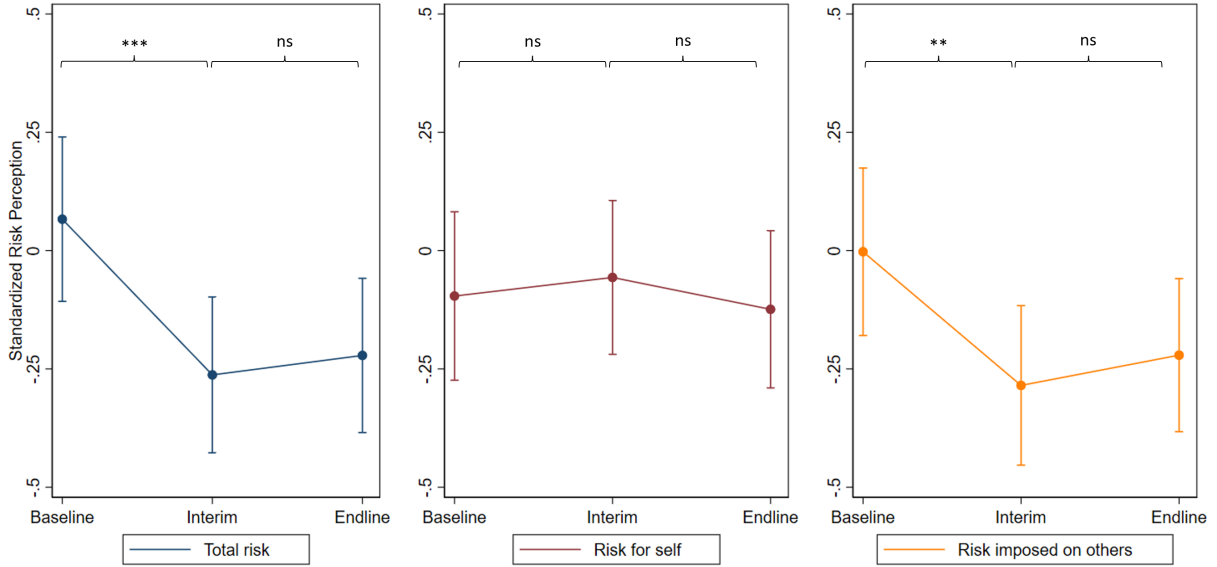 Standardized Risk Perception
.5
.25
0
-.25
-.5
***
ns
Baseline
Interim
Endline
Total risk
.5
.25
0
-.25
-.5
ns
ns
Baseline
Interim
Endline
Risk for self
.5
.25
0
-.25
-.5
**
ns
Baseline
Interim
Endline
Risk imposed on others